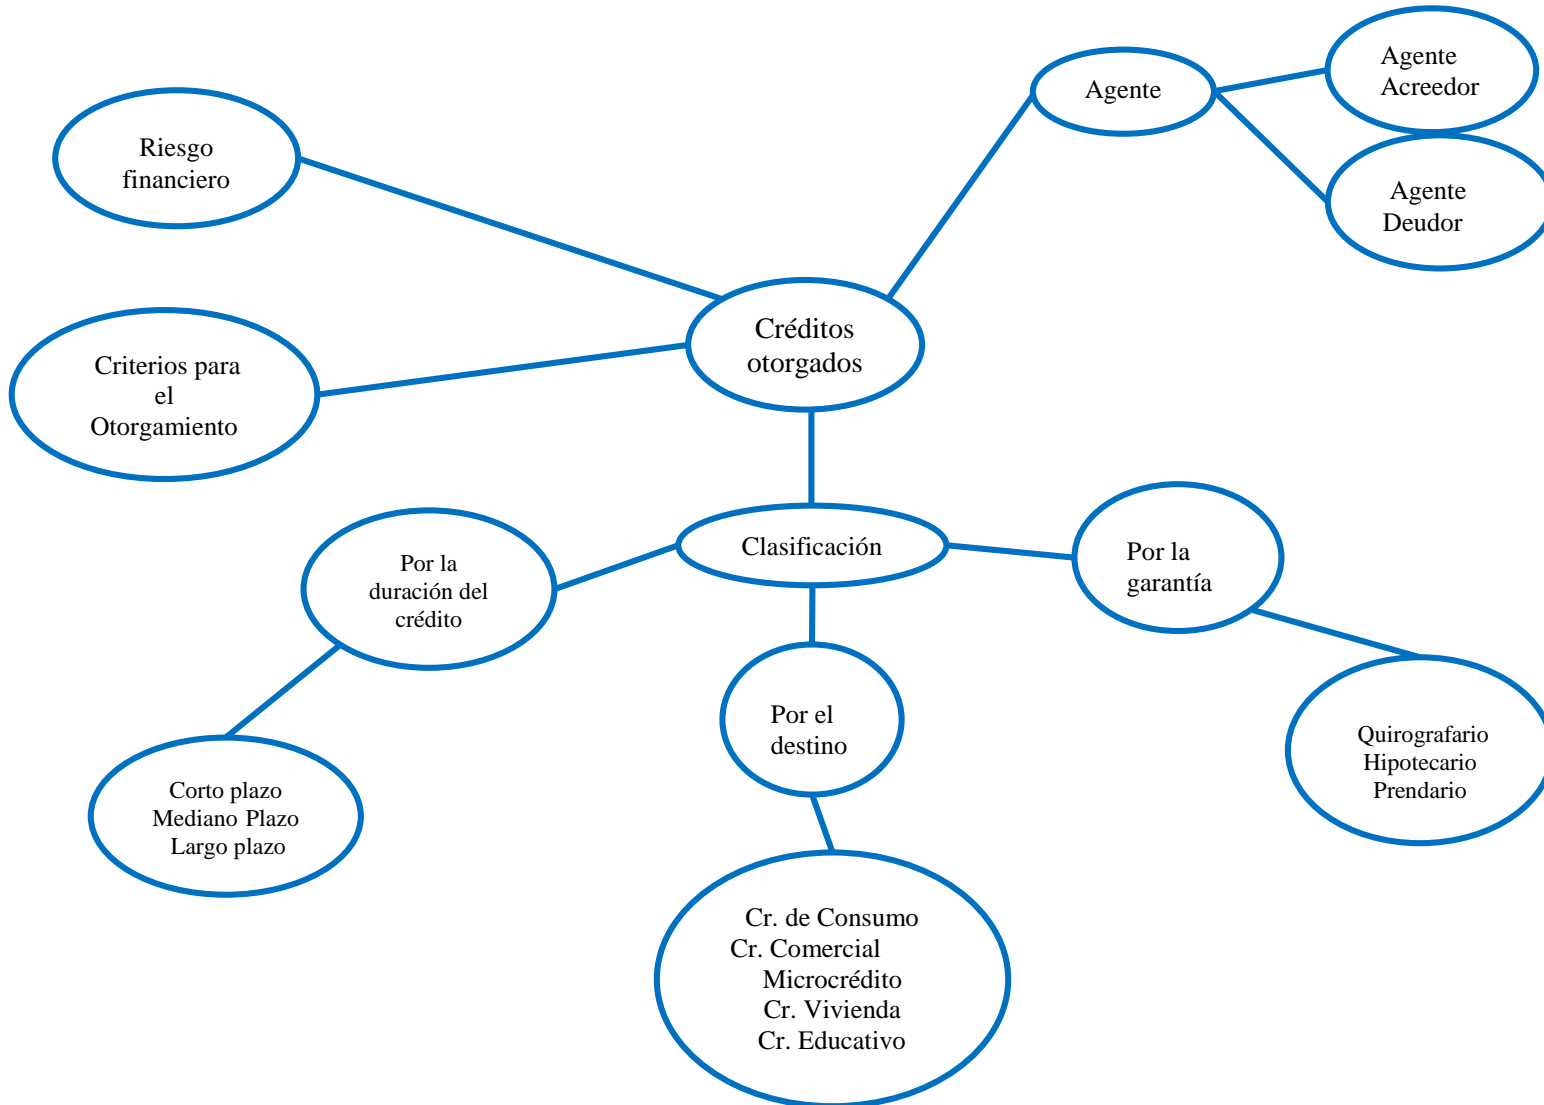 Agente
Agente
Acreedor
Agente
Deudor
Riesgo
financiero
Créditos
otorgados
Criterios para
el
Otorgamiento
Clasificación
Por la
duración del
crédito
Por la
garantía
Por el
destino
Corto plazo
Mediano Plazo
Largo plazo
Quirografario
Hipotecario
Prendario
Cr. de Consumo
Cr. Comercial
Microcrédito
Cr. Vivienda
Cr. Educativo